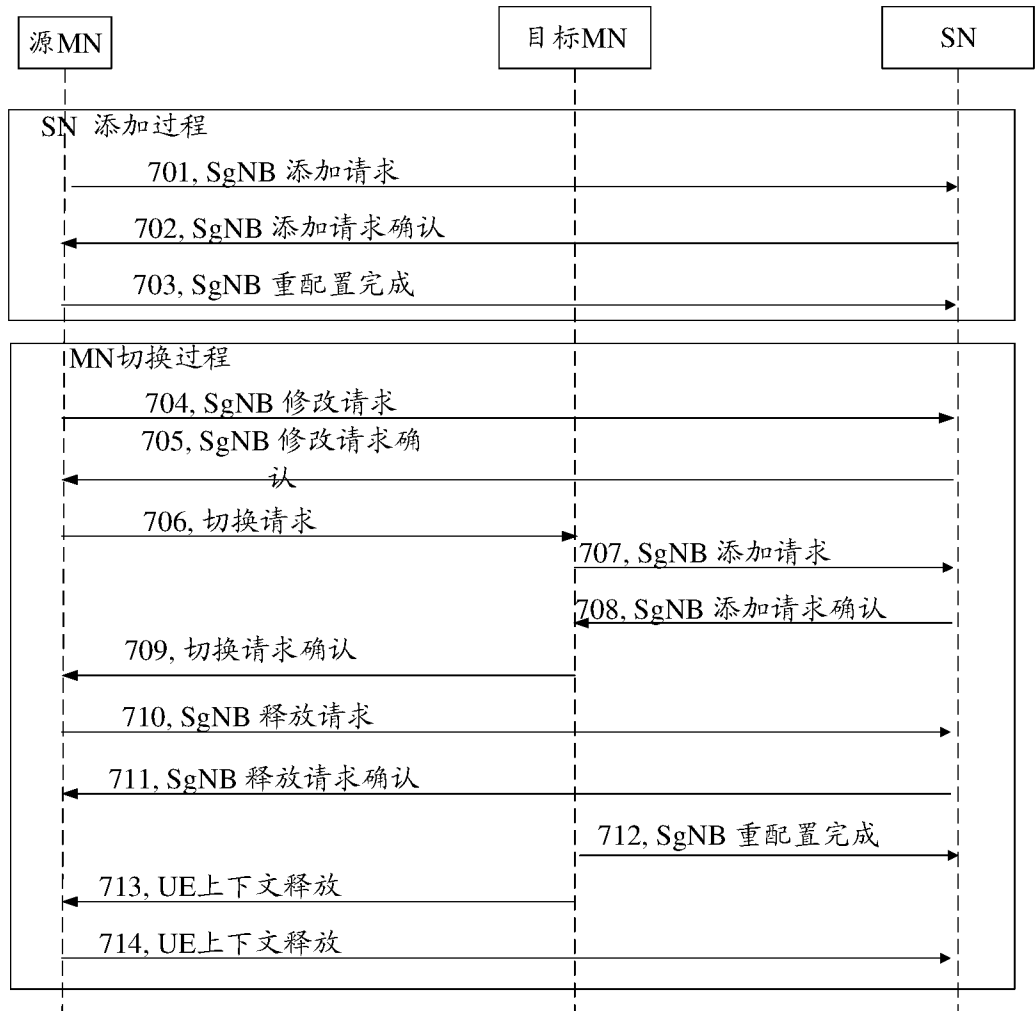 源MN
目标MN
SN
SN 添加过程
701, SgNB 添加请求
702, SgNB 添加请求确认
703, SgNB 重配置完成
MN切换过程
704, SgNB 修改请求
705, SgNB 修改请求确
认
706, 切换请求
707, SgNB 添加请求
708, SgNB 添加请求确认
709, 切换请求确认
710, SgNB 释放请求
711, SgNB 释放请求确认
712, SgNB 重配置完成
713, UE上下文释放
714, UE上下文释放